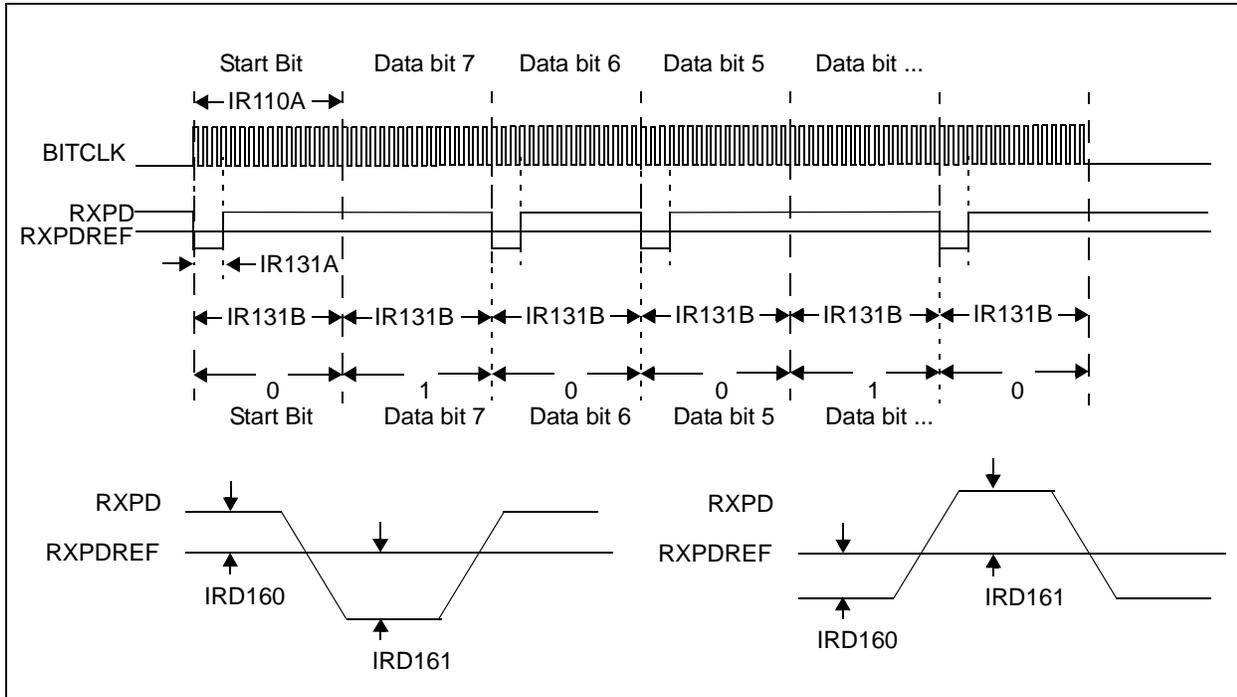 Start Bit Data bit 7 Data bit 6 Data bit 5 Data bit ...
IR110A
BITCLK
RXPD
RXPDREF
IR131A
IR131B IR131B IR131B IR131B IR131B IR131B
0 1 0 0 1 0
Start Bit Data bit 7 Data bit 6 Data bit 5 Data bit ...
RXPD
RXPDREF
IRD160
IRD161
RXPD
RXPDREF
IRD161
IRD160